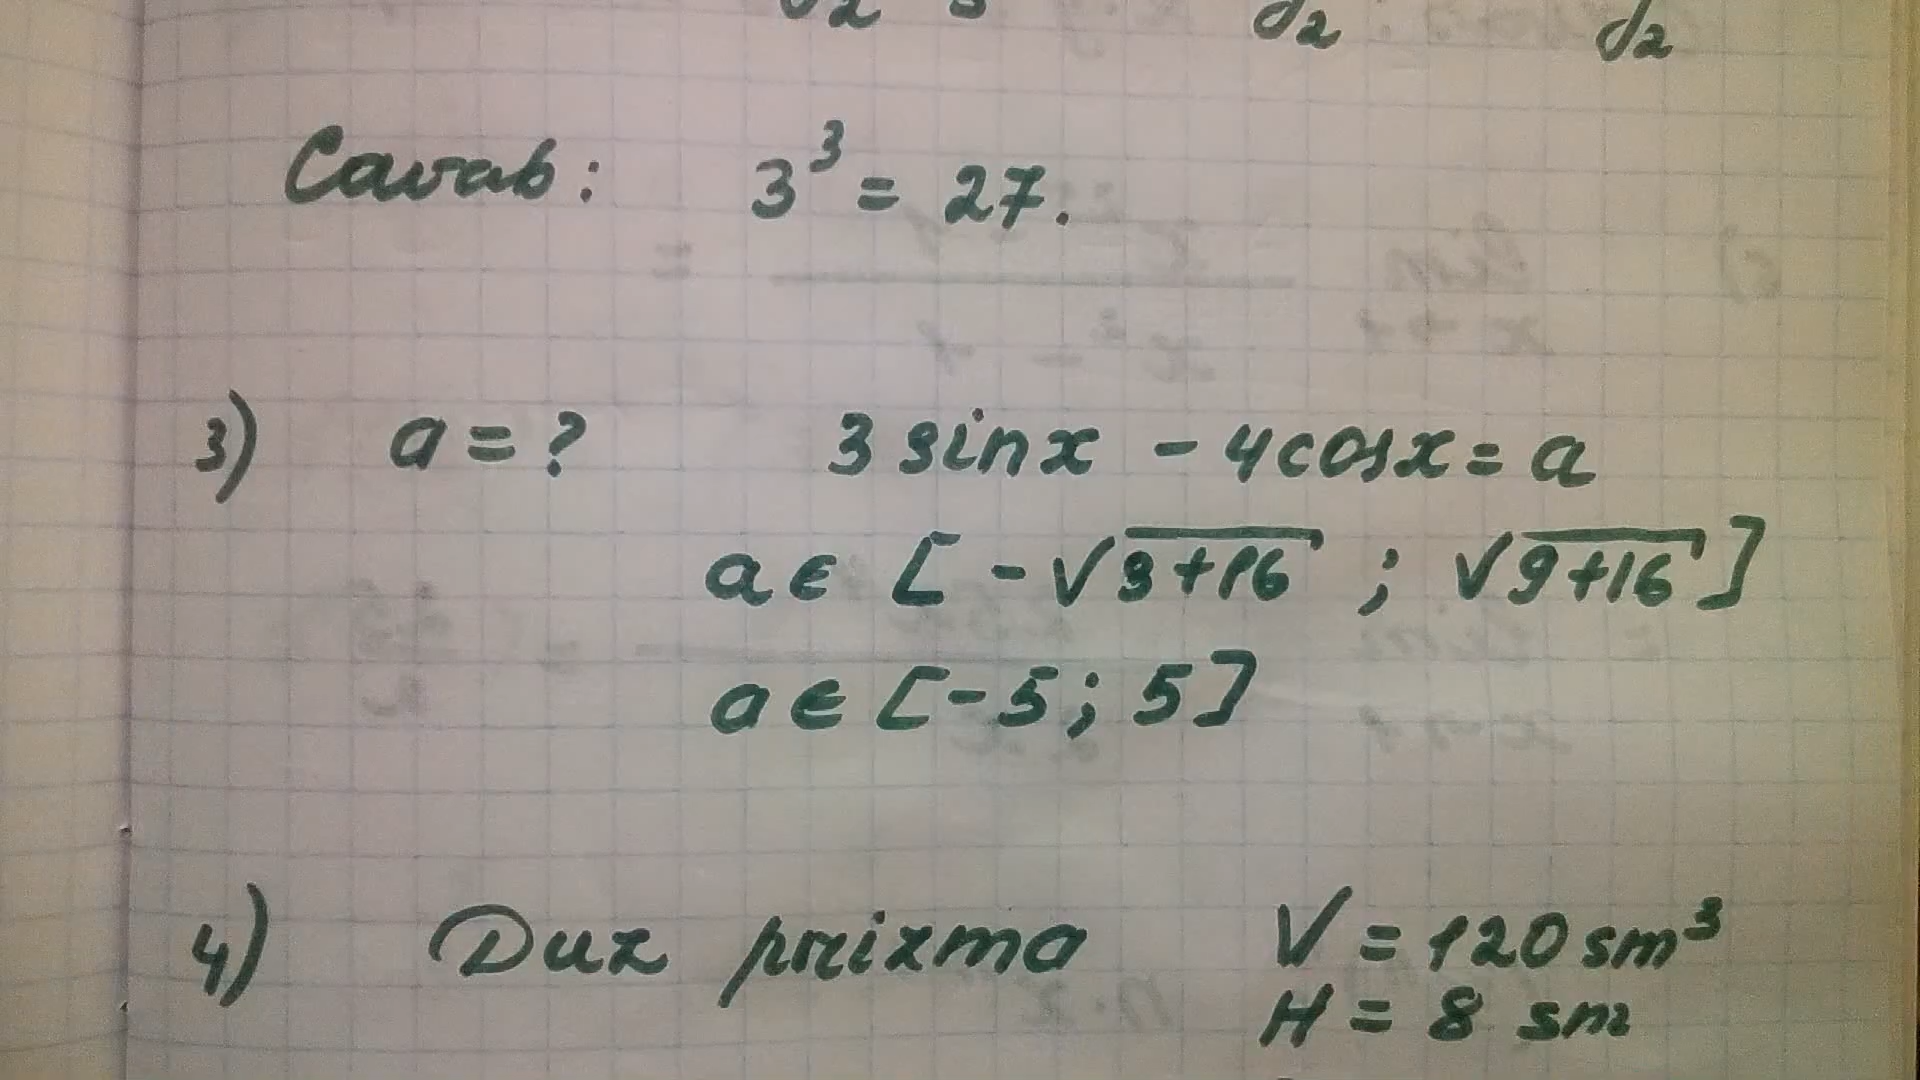 Cavab: 3³ = 27.
3) a = ? 3 sinx - 4cosx = a
a ∈ [-√9+16 ; √9+16]
a ∈ [-5; 5]
4) Duz prizma V = 120 sm³
H = 8 sm